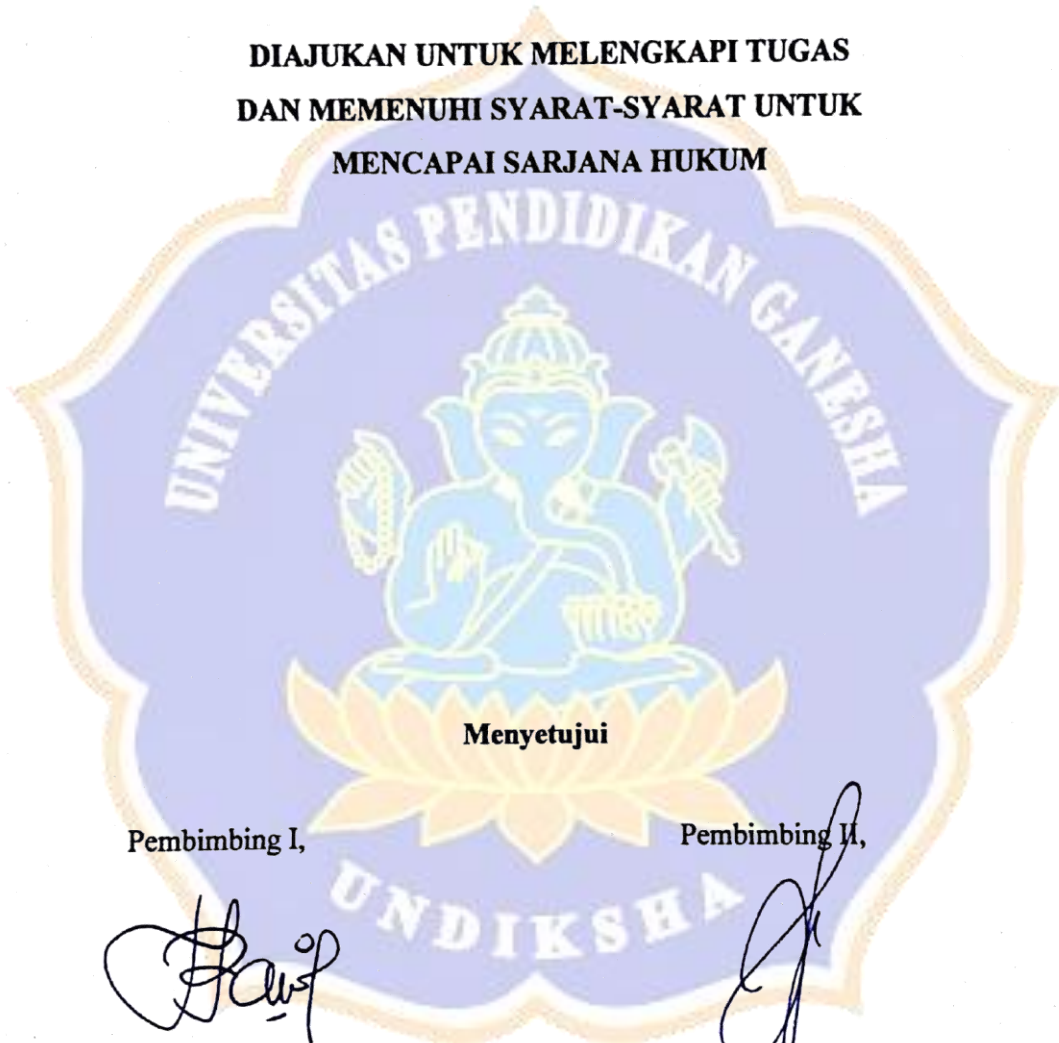 DIAJUKAN UNTUK MELENGKAPI TUGAS
DAN MEMENUHI SYARAT-SYARAT UNTUK
MENCAPAI SARJANA HUKUM
UNIVERSITAS PENDIDIKAN GANESHA
Menyetujui
Pembimbing I,
Pembimbing II,
UNDIKSHA